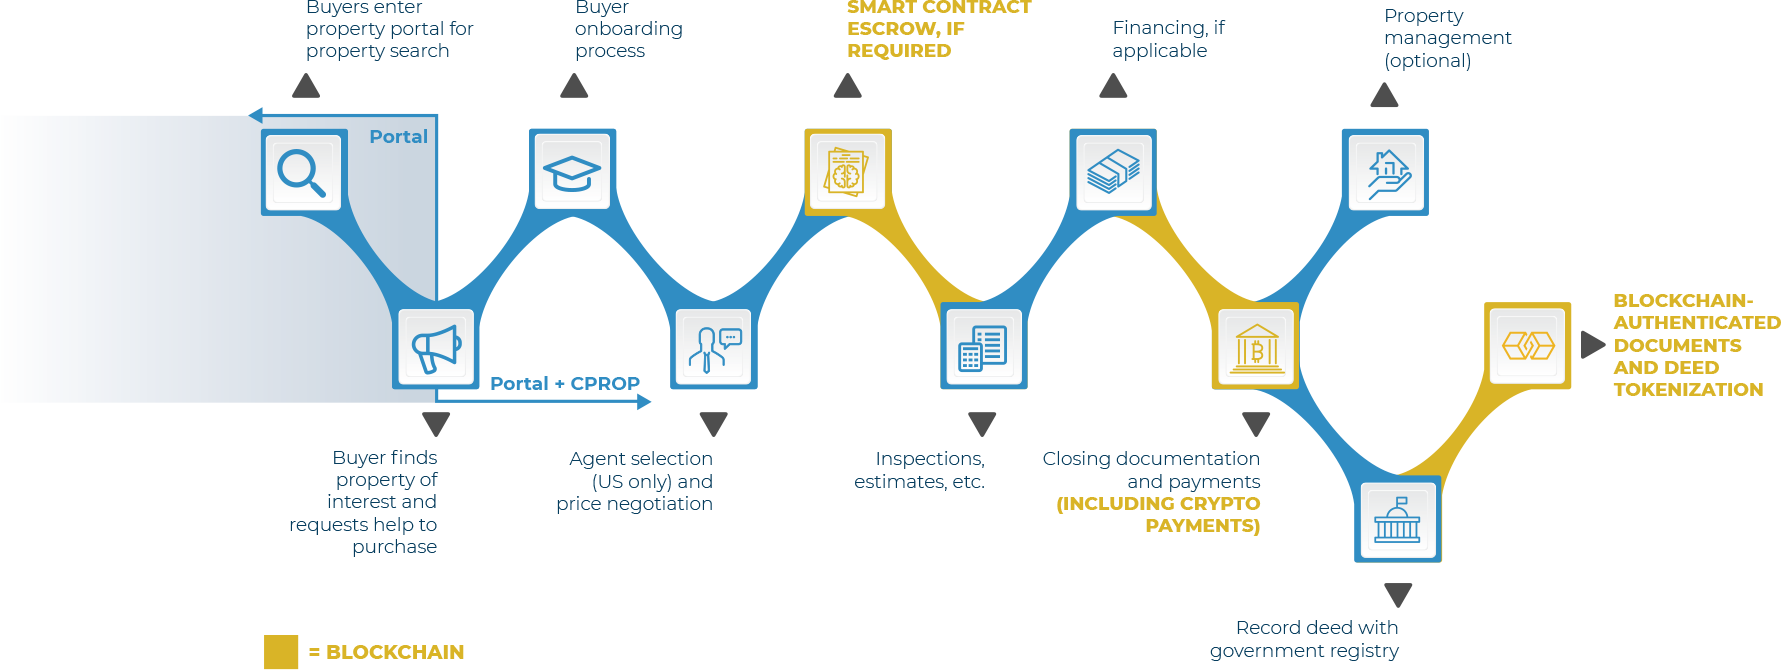 Buyers enter
property portal for
property search
Buyer
onboarding
process
SMART CONTRACT
ESCROW, IF
REQUIRED
Financing, if
applicable
Property
management
(optional)
Portal
Portal + CPROP
Buyer finds
property of
interest and
requests help to
purchase
Agent selection
(US only) and
price negotiation
Inspections,
estimates, etc.
Closing documentation
and payments
(INCLUDING CRYPTO
PAYMENTS)
BLOCKCHAIN-
AUTHENTICATED
DOCUMENTS
AND DEED
TOKENIZATION
Record deed with
government registry
= BLOCKCHAIN